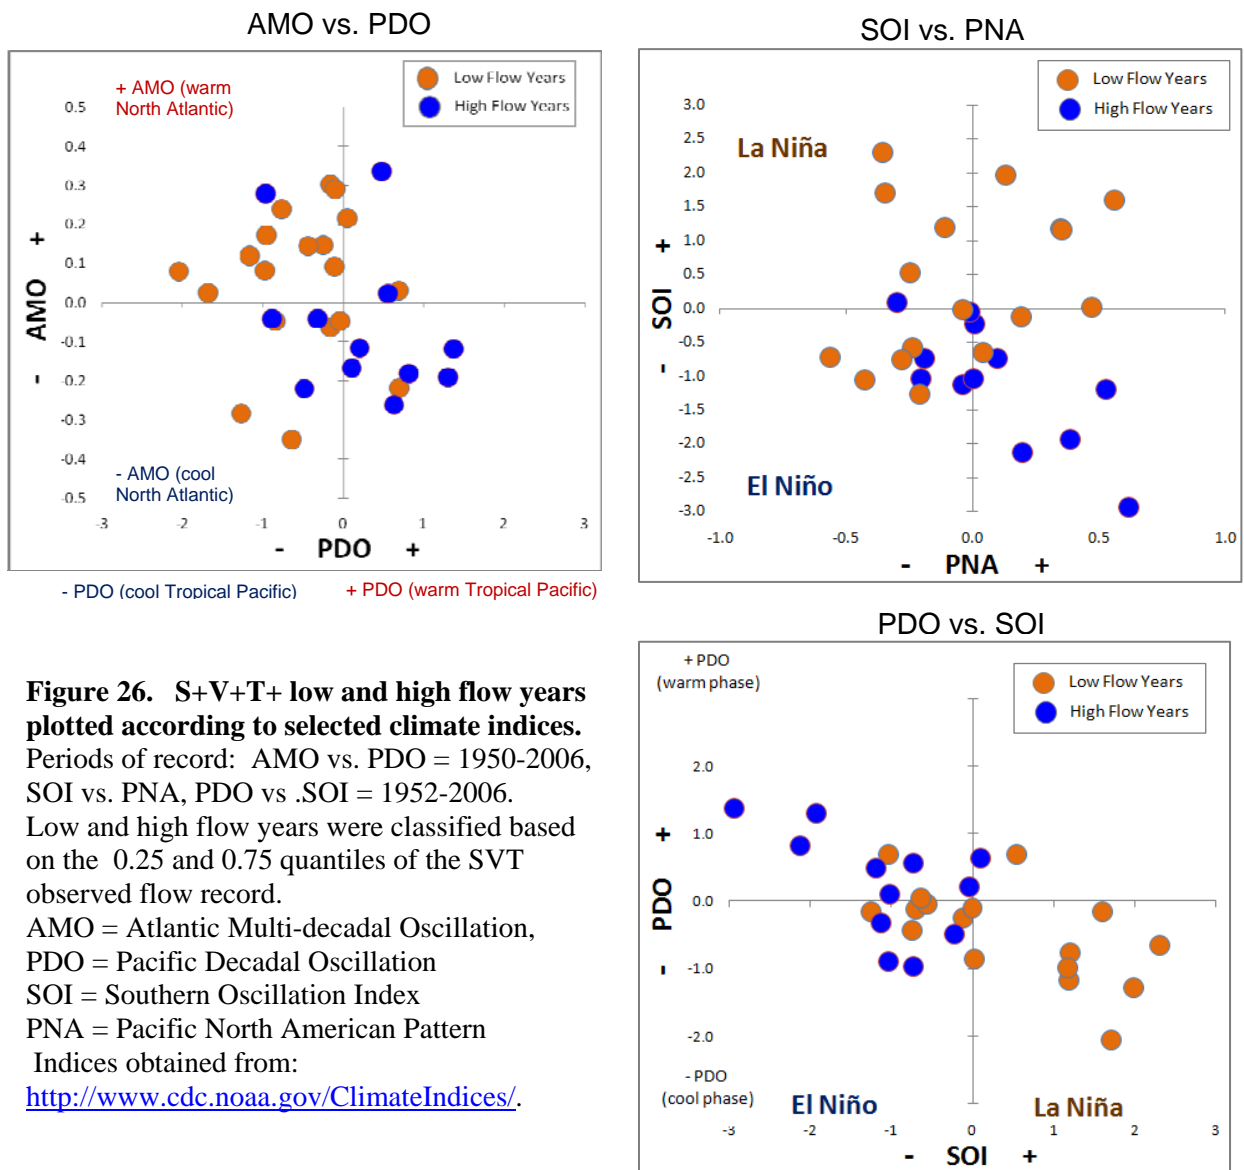 AMO vs. PDO
+ AMO (warm
North Atlantic)
Low Flow Years
High Flow Years
0.5
0.4
0.3
0.2
0.1
0.0
-0.1
-0.2
-0.3
-0.4
-0.5
- AMO +
- AMO (cool
North Atlantic)
-3 -2 -1 0 1 2 3
- PDO +
- PDO (cool Tropical Pacific) + PDO (warm Tropical Pacific)
SOI vs. PNA
Low Flow Years
High Flow Years
La Niña
3.0
2.5
2.0
1.5
1.0
0.5
0.0
-0.5
-1.0
-1.5
-2.0
-2.5
-3.0
- SOI +
El Niño
-1.0 -0.5 0.0 0.5 1.0
- PNA +
PDO vs. SOI
+ PDO
(warm phase)
Low Flow Years
High Flow Years
2.0
1.0
0.0
-1.0
-2.0
- PDO +
- PDO
(cool phase)
El Niño
La Niña
-3 -2 -1 0 1 2 3
- SOI +
Figure 26. S+V+T+ low and high flow years
plotted according to selected climate indices.
Periods of record: AMO vs. PDO = 1950-2006,
SOI vs. PNA, PDO vs .SOI = 1952-2006.
Low and high flow years were classified based
on the 0.25 and 0.75 quantiles of the SVT
observed flow record.
AMO = Atlantic Multi-decadal Oscillation,
PDO = Pacific Decadal Oscillation
SOI = Southern Oscillation Index
PNA = Pacific North American Pattern
Indices obtained from:
http://www.cdc.noaa.gov/ClimateIndices/.